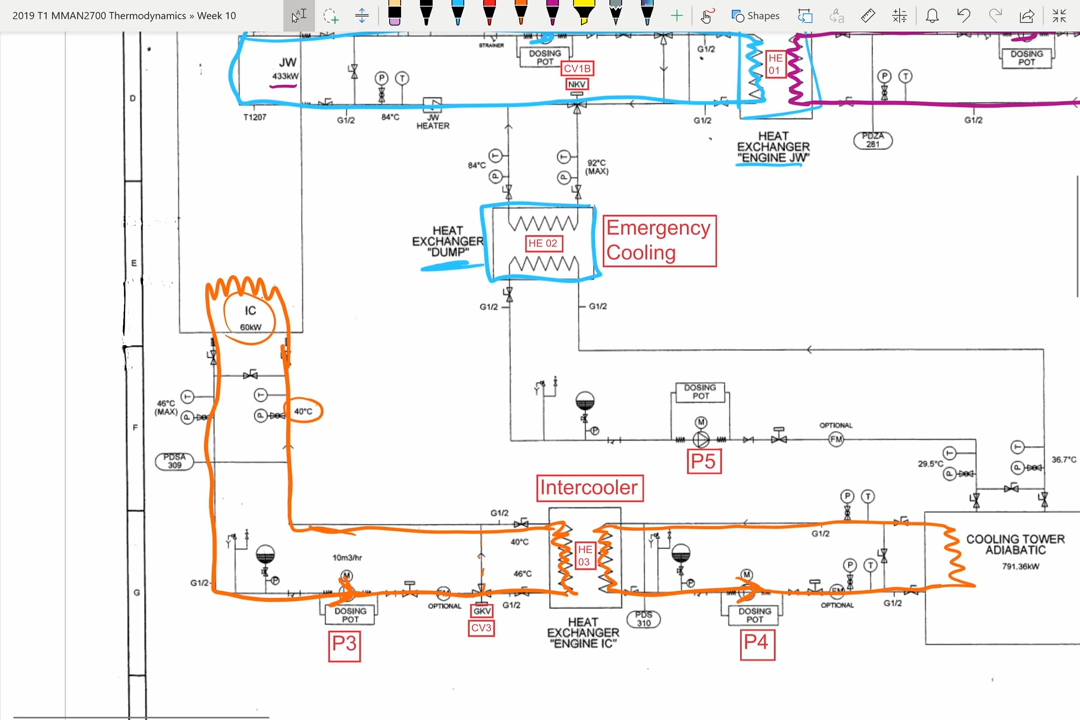 2019 T1 MMAN2700 Thermodynamics » Week 10
Shapes
D
JW
433kW
T1207
G1/2
P
T
84°C
JW
HEATER
STRAINER
DOSING
POT
CV1B
NKV
G1/2
G1/2
HE
01
HEAT
EXCHANGER
"ENGINE JW"
P
T
PDZA
281
G1/2
DOSING
POT
84°C
T
P
T
P
92°C
(MAX)
E
HEAT
EXCHANGER
"DUMP"
HE 02
Emergency
Cooling
G1/2
G1/2
IC
60kW
F
46°C
(MAX)
T
P
T
P
40°C
PDSA
309
DOSING
POT
M
P
P5
OPTIONAL
FM
29.5°C
T
P
T
P
36.7°C
Intercooler
G
G1/2
P
10m3/hr
M
DOSING
POT
P3
OPTIONAL
G1/2
40°C
46°C
GKV
CV3
G1/2
HE
03
HEAT
EXCHANGER
"ENGINE IC"
PDS
310
P
M
DOSING
POT
P4
P
T
G1/2
P
T
FM
OPTIONAL
G1/2
COOLING TOWER
ADIABATIC
791.36kW